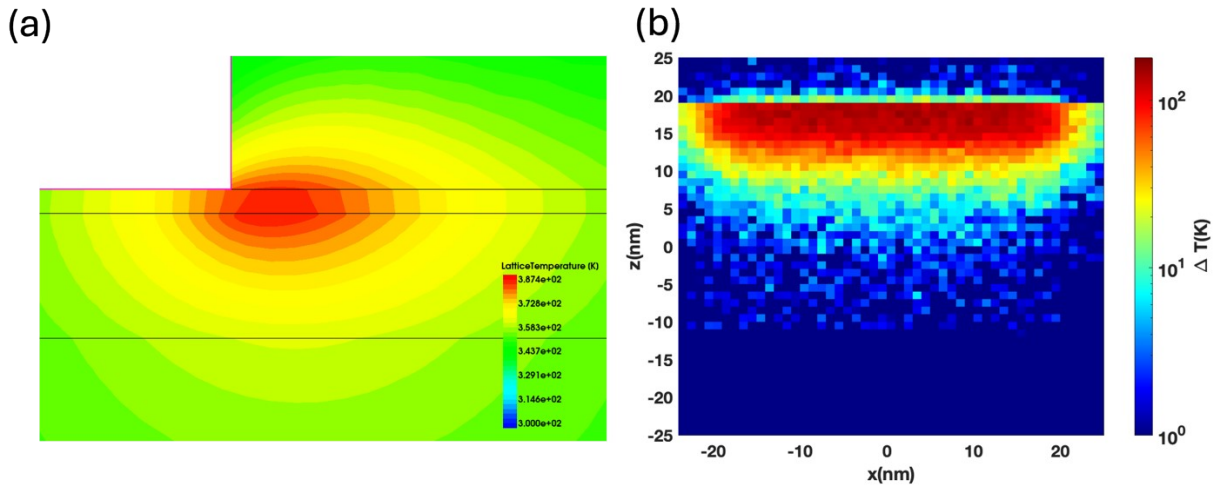 (a)
LatticeTemperature (K)
3.874e+02
3.728e+02
3.583e+02
3.437e+02
3.291e+02
3.146e+02
3.000e+02
(b)
25
20
15
10
5
0
-5
-10
-15
-20
-25
z(nm)
-20 -10 0 10 20
x(nm)
10²
10¹
10⁰
Δ T(K)